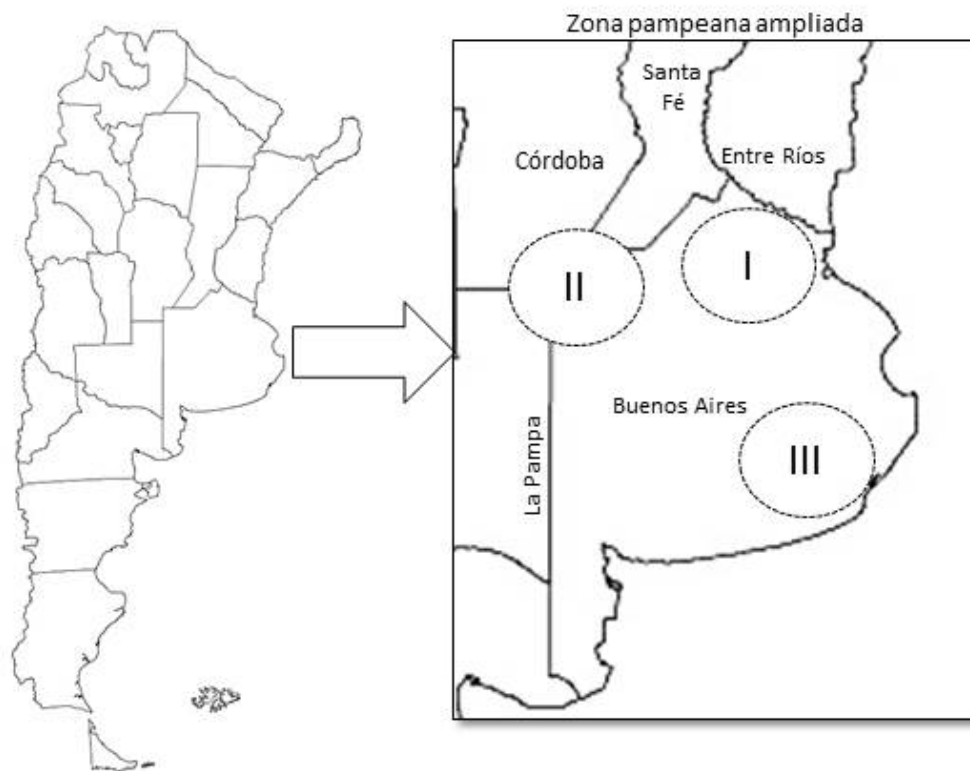 Zona pampeana ampliada
Santa
Fé
Córdoba
Entre Ríos
I
II
Buenos Aires
La Pampa
III